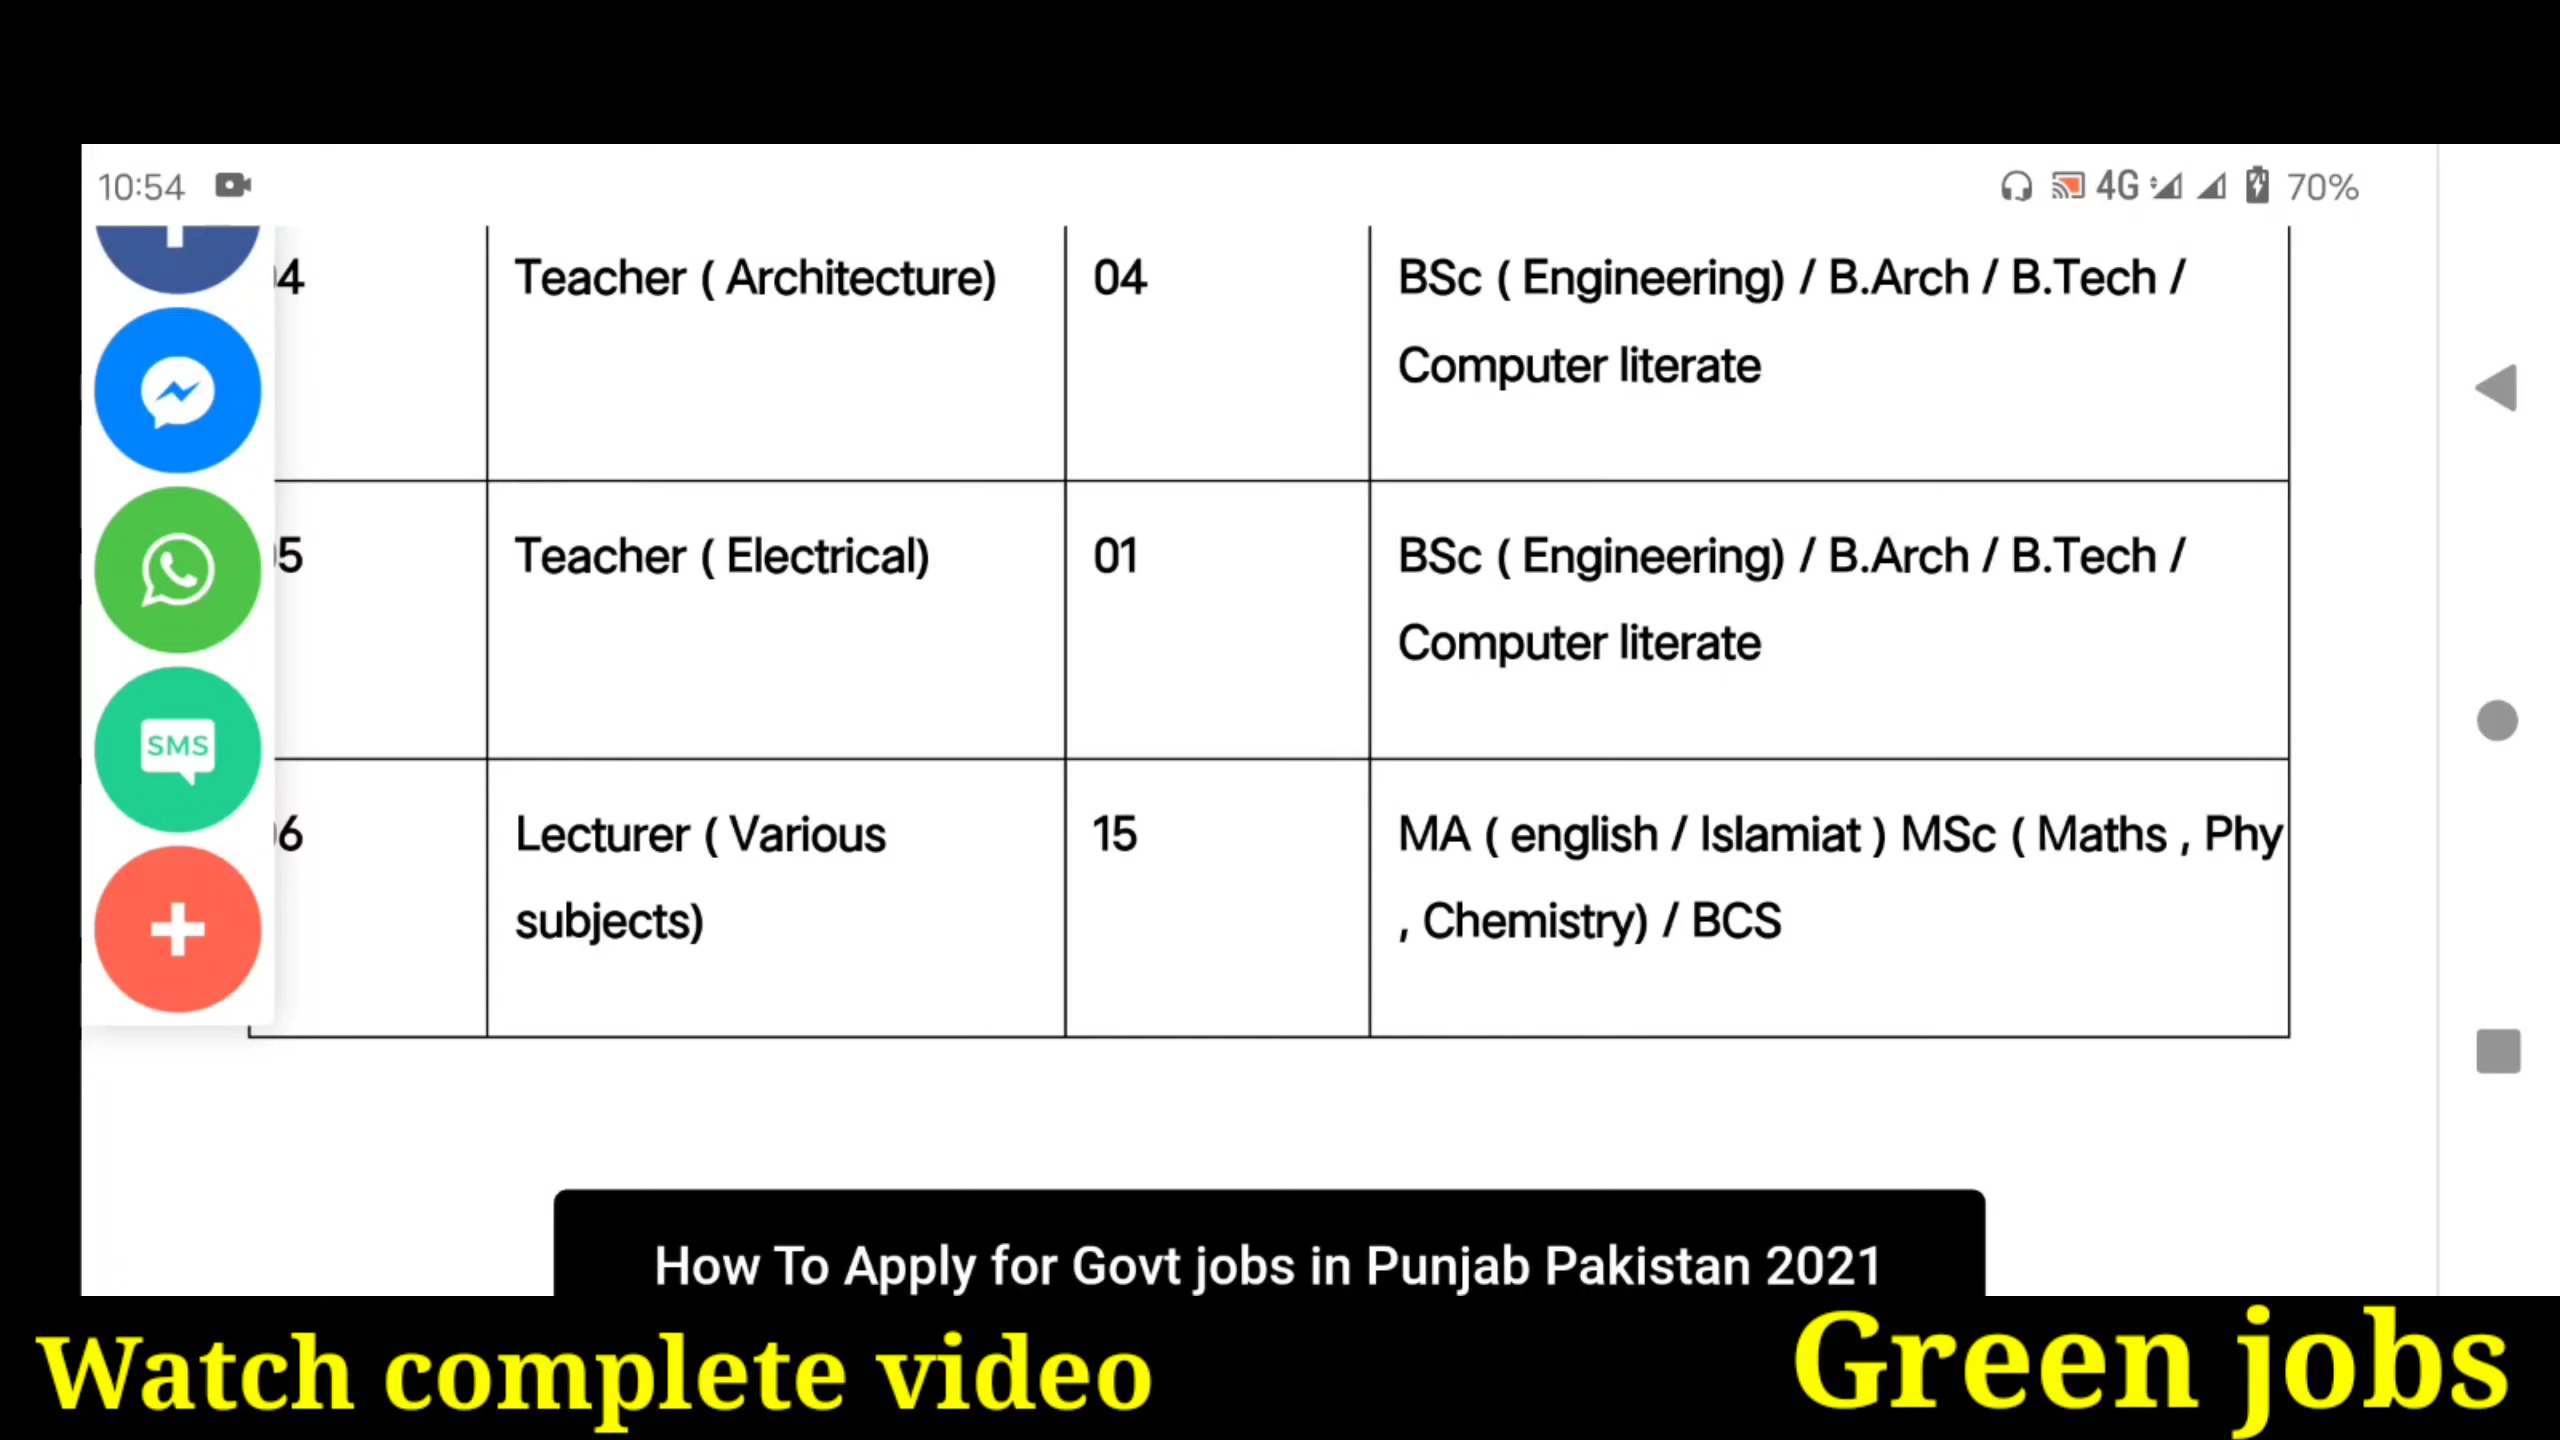 10:54 4G 70%
4 Teacher ( Architecture) 04 BSc ( Engineering) / B.Arch / B.Tech /
Computer literate
5 Teacher ( Electrical) 01 BSc ( Engineering) / B.Arch / B.Tech /
Computer literate
SMS
6 Lecturer ( Various 15 MA ( english / Islamiat ) MSc ( Maths , Phy
subjects) , Chemistry) / BCS
How To Apply for Govt jobs in Punjab Pakistan 2021
Watch complete video Green jobs